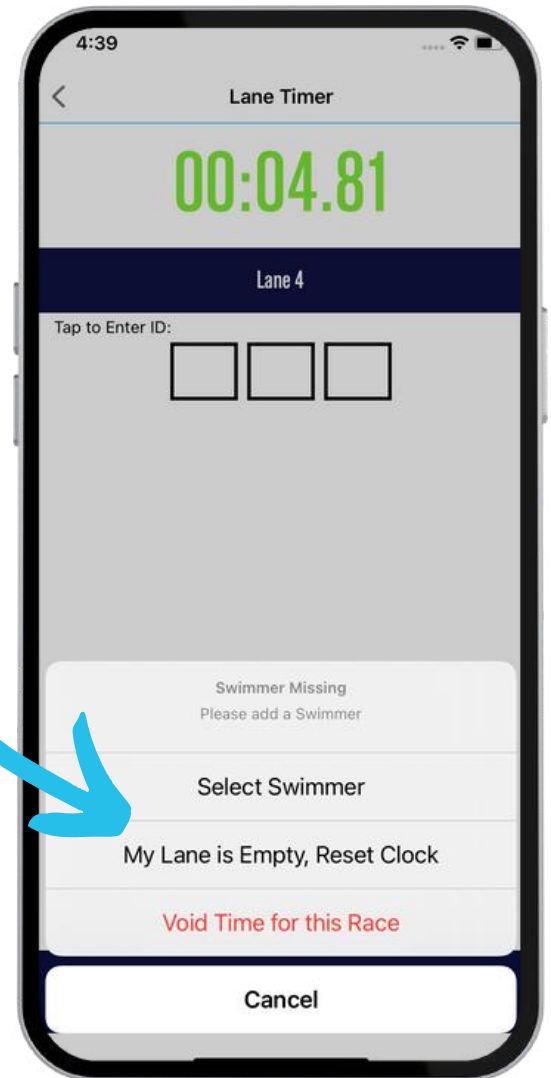 4:39
Lane Timer
00:04.81
Lane 4
Tap to Enter ID:
Swimmer Missing
Please add a Swimmer
Select Swimmer
My Lane is Empty, Reset Clock
Void Time for this Race
Cancel